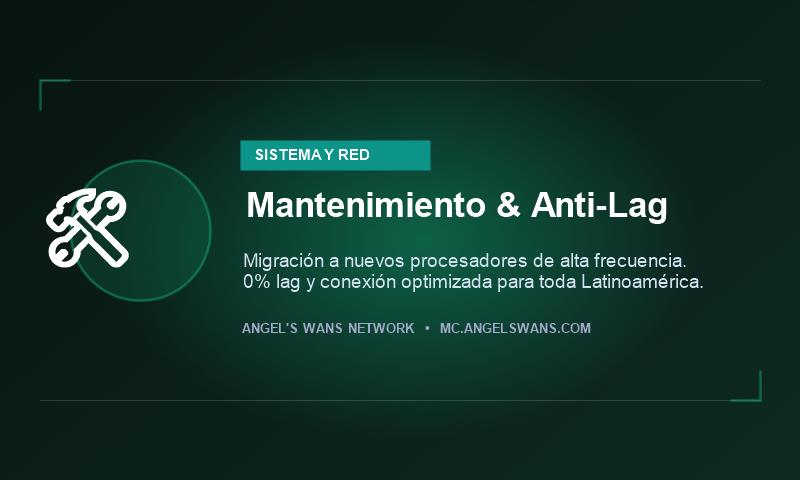 SISTEMA Y RED
Mantenimiento & Anti-Lag
Migración a nuevos procesadores de alta frecuencia.
0% lag y conexión optimizada para toda Latinoamérica.
ANGEL'S WANS NETWORK • MC.ANGELSWANS.COM